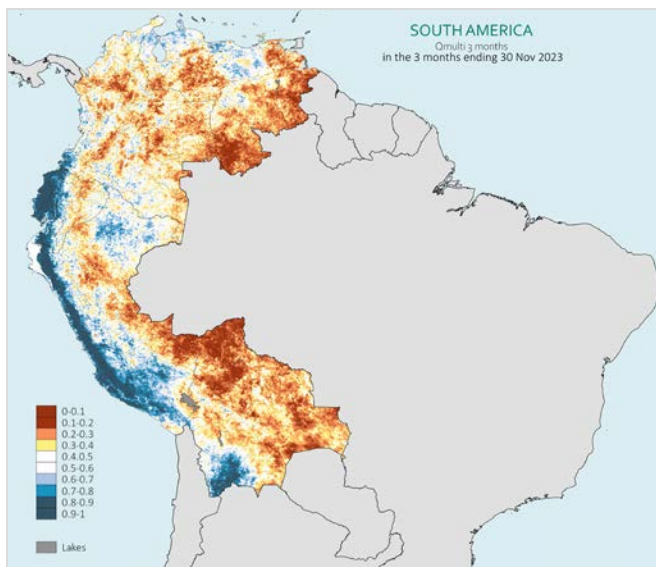 SOUTH AMERICA
Qmulti 3 months
in the 3 months ending 30 Nov 2023
0-0.1
0.1-0.2
0.2-0.3
0.3-0.4
0.4.0.5
0.5-0.6
0.6-0.7
0.7-0.8
0.8-0.9
0.9-1
Lakes